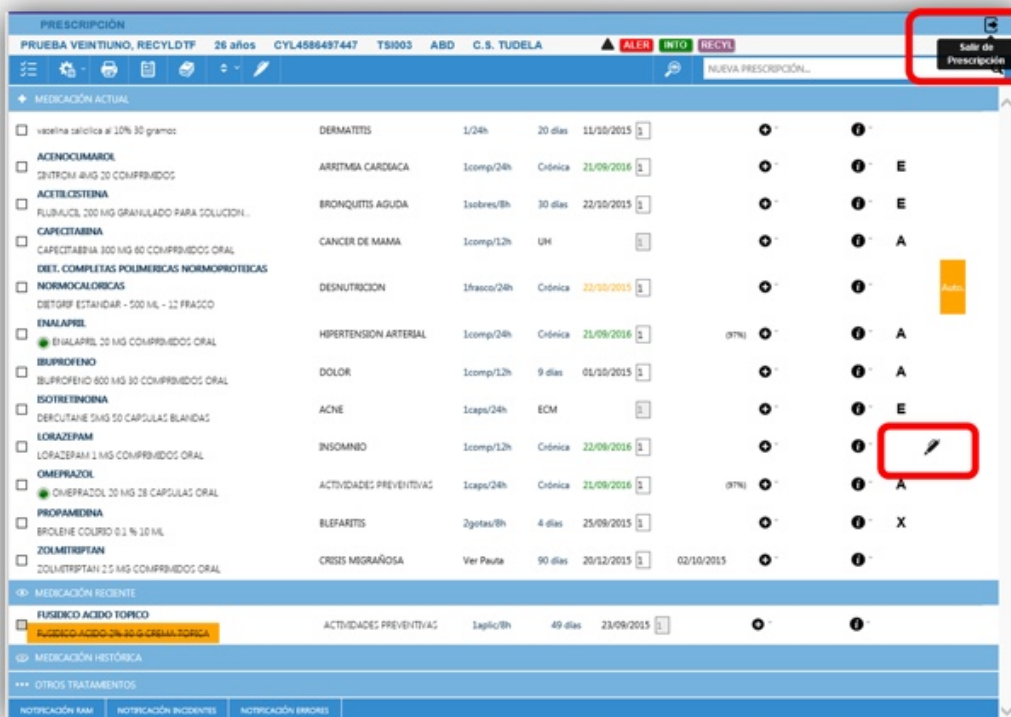 PRESCRIPCIÓN
PRUEBA VEINTIUNO, RECYLDTF 26 años CYL4586497447 TSI003 ABD C.S. TUDELA ALER INTO RECYL
Salir de
Prescripción
NUEVA PRESCRIPCIÓN...
MEDICACIÓN ACTUAL
vaselina salicilica al 10% 30 gramos DERMATITIS 1/24h 20 días 11/10/2015 1
ACENOCUMAROL
SINTROM 4MG 20 COMPRIMIDOS ARRITMIA CARDIACA 1comp/24h Crónica 21/09/2016 1 E
ACETILCISTEINA
FLUIMUCIL 200 MG GRANULADO PARA SOLUCION... BRONQUITIS AGUDA 1sobres/8h 30 días 22/10/2015 1 E
CAPECITABINA
CAPECITABINA 300 MG 60 COMPRIMIDOS ORAL CANCER DE MAMA 1comp/12h UH 1 A
DIET. COMPLETAS POLIMERICAS NORMOPROTEICAS
NORMOCALORICAS DESNUTRICION 1frasco/24h Crónica 22/10/2015 1 Auto.
DIETGRIF ESTANDAR - 500 ML - 12 FRASCO
ENALAPRIL
ENALAPRIL 20 MG COMPRIMIDOS ORAL HIPERTENSION ARTERIAL 1comp/24h Crónica 21/09/2016 1 (97%) A
IBUPROFENO
IBUPROFENO 600 MG 30 COMPRIMIDOS ORAL DOLOR 1comp/12h 9 días 01/10/2015 1 A
ISOTRETINOINA
DERCUTANE 5MG 50 CAPSULAS BLANDAS ACNE 1caps/24h ECM 1 E
LORAZEPAM
LORAZEPAM 1 MG COMPRIMIDOS ORAL INSOMNIO 1comp/12h Crónica 22/09/2016 1
OMEPRAZOL
OMEPRAZOL 20 MG 28 CAPSULAS ORAL ACTIVIDADES PREVENTIVAS 1caps/24h Crónica 21/09/2016 1 (97%) A
PROPAMIDINA
BROLENE COLIRIO 0.1 % 10 ML BLEFARITIS 2gotas/8h 4 días 25/09/2015 1 X
ZOLMITRIPTAN
ZOLMITRIPTAN 2.5 MG COMPRIMIDOS ORAL CRISIS MIGRAÑOSA Ver Pauta 90 días 20/12/2015 1 02/10/2015
MEDICACIÓN RECIENTE
FUSIDICO ACIDO TOPICO
FUSIDICO ACIDO 2% 30 G CREMA TOPICA ACTIVIDADES PREVENTIVAS 1aplic/8h 49 días 23/09/2015 1
MEDICACIÓN HISTÓRICA
OTROS TRATAMIENTOS
NOTIFICACIÓN RAM NOTIFICACIÓN INCIDENTES NOTIFICACIÓN ERRORES